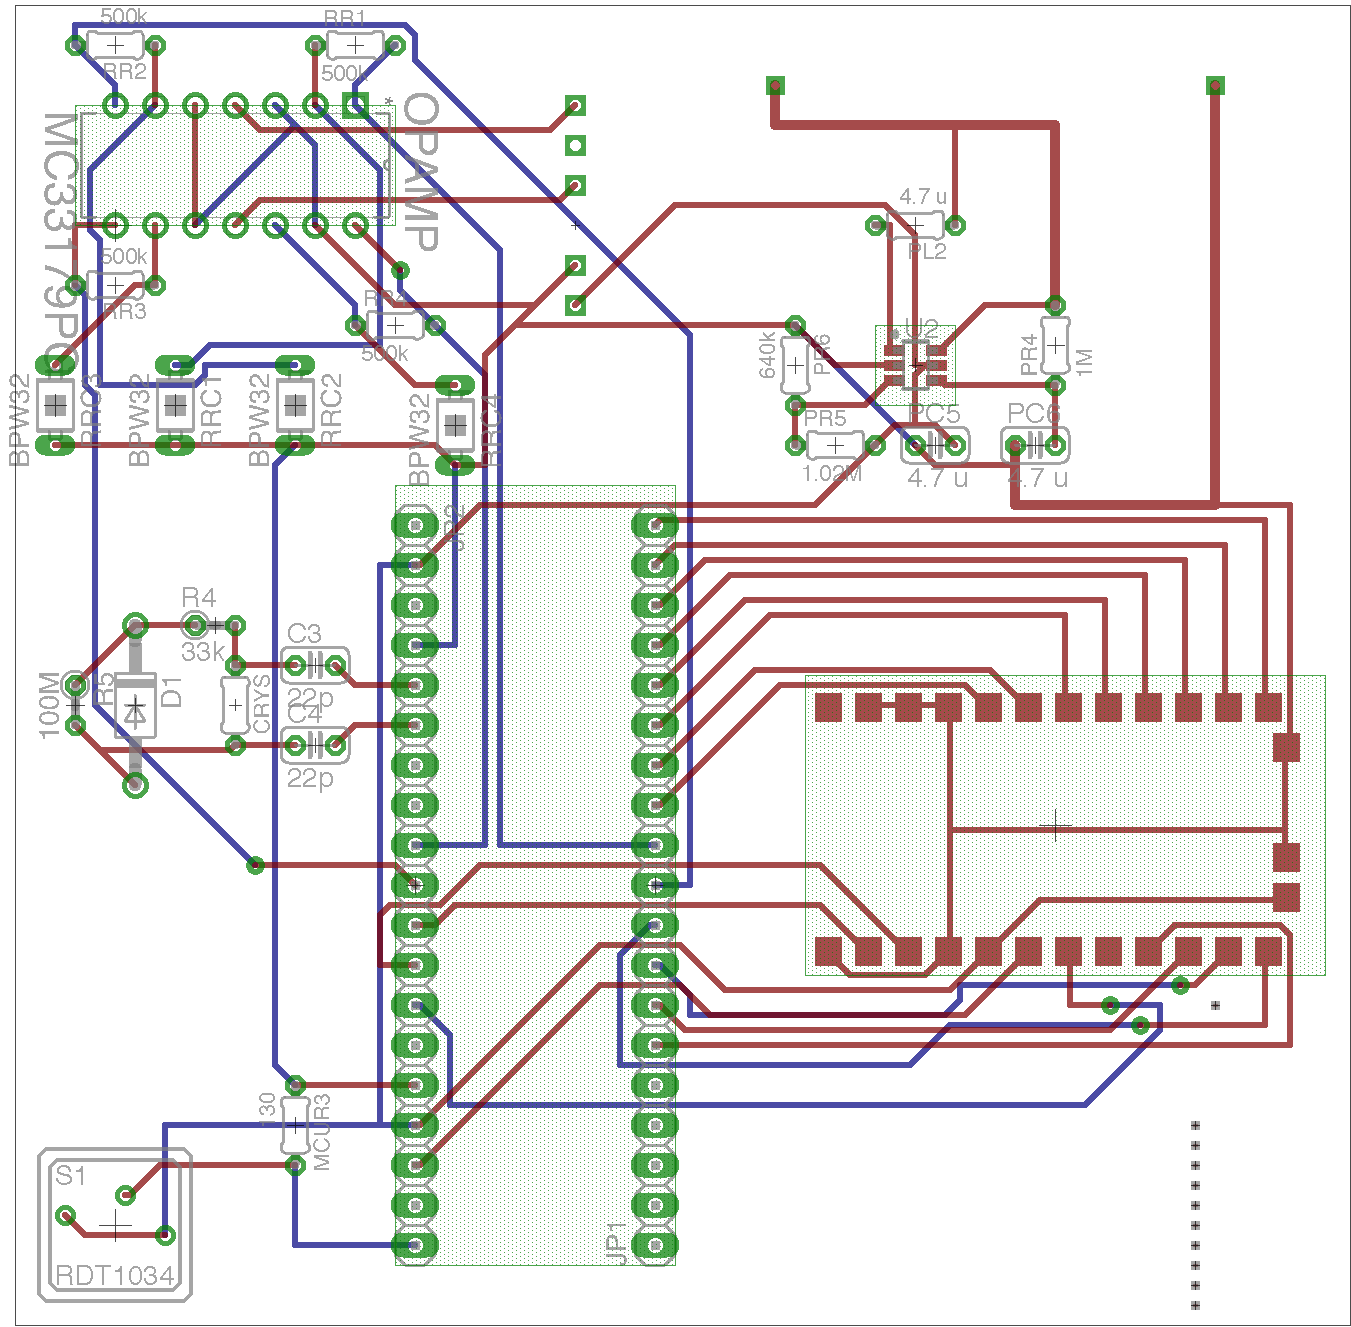 500k
RR1
RR2
500k
*
OPAMP
MC33179PC
4.7 u
PL2
500k
RR3
RR4
500k
U2
640k
PR6
PR4
1M
BPW32
RRC3
BPW32
RRC1
BPW32
RRC2
BPW32
RRC4
PR5
1.02M
PC5
4.7 u
PC6
4.7 u
JP2
R4
33k
C3
22p
100M
R5
D1
CRYS
C4
22p
130
MCUR3
S1
RDT1034
JP1